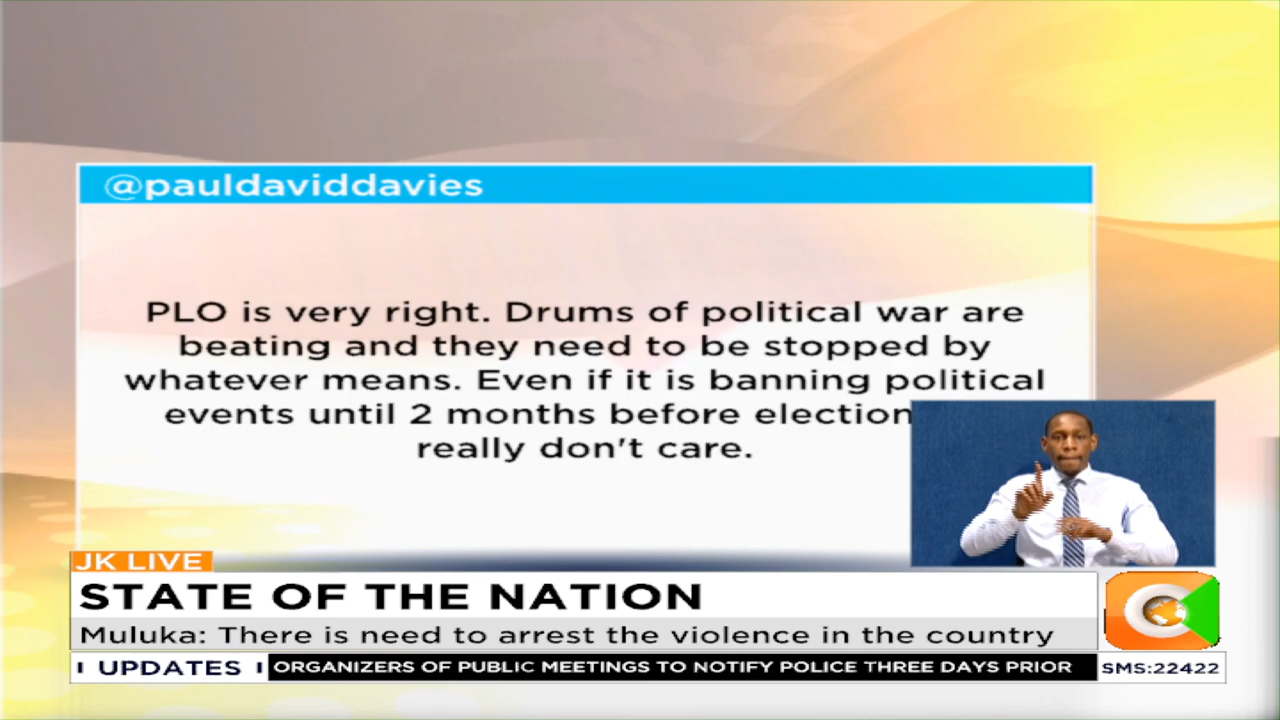 @pauldaviddavies
PLO is very right. Drums of political war are
beating and they need to be stopped by
whatever means. Even if it is banning political
events until 2 months before election
really don't care.
JK LIVE
STATE OF THE NATION
Muluka: There is need to arrest the violence in the country
UPDATES
ORGANIZERS OF PUBLIC MEETINGS TO NOTIFY POLICE THREE DAYS PRIOR
SMS:22422